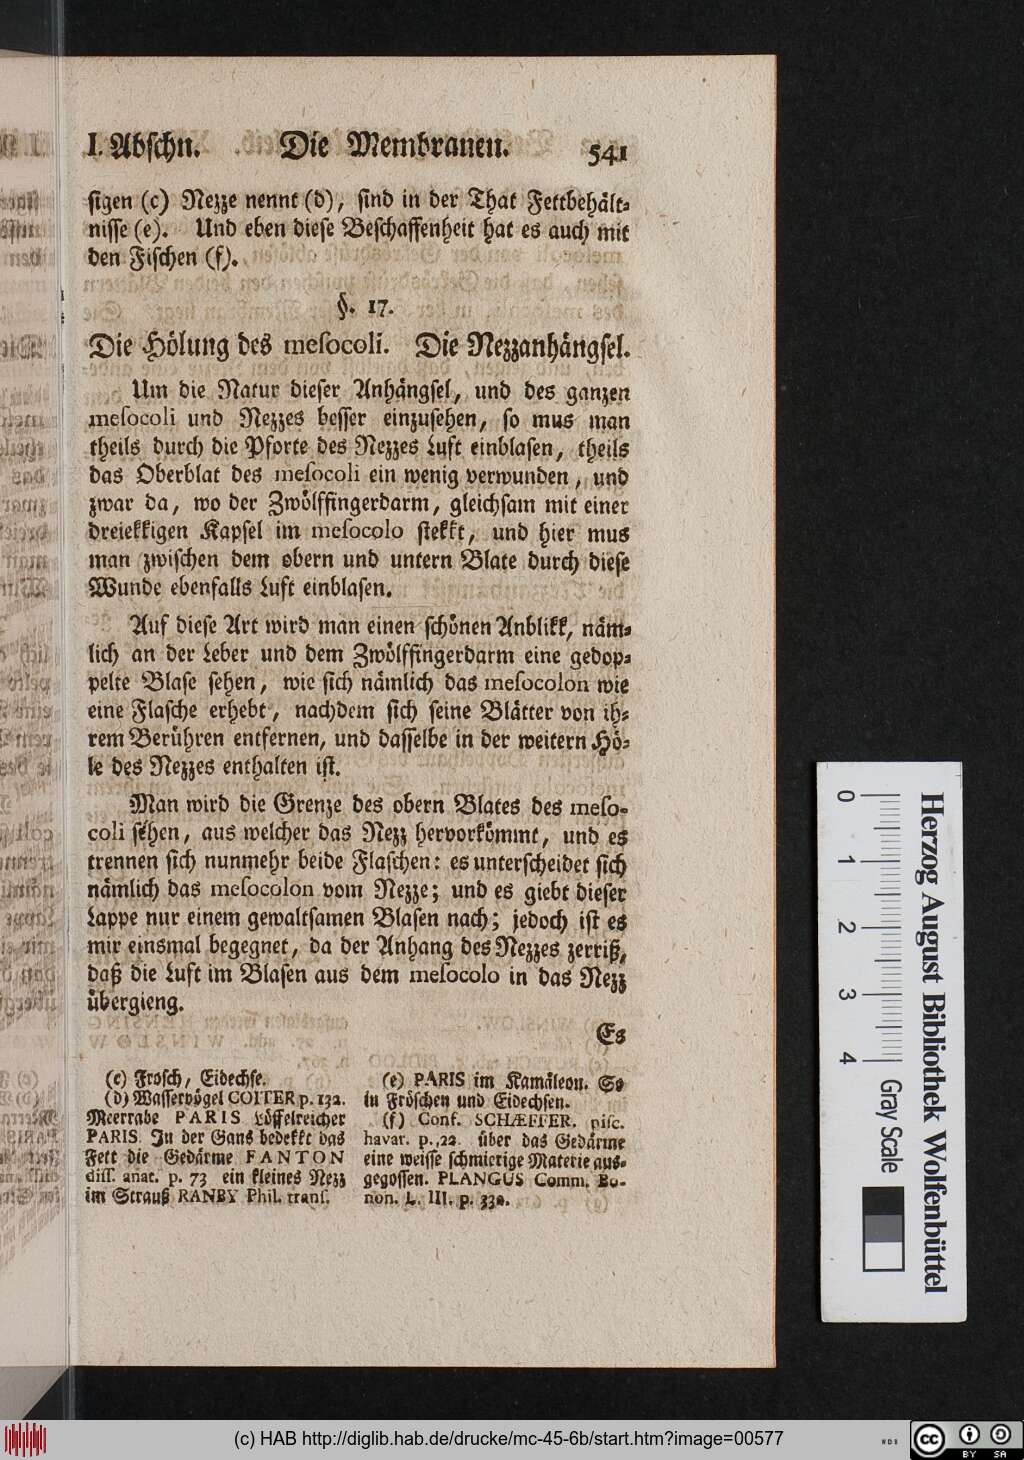 I. Abschn. Die Membranen. 541
sigen (c) Nezze nennt (d), sind in der That Fettbehält-
nisse (e). Und eben diese Beschaffenheit hat es auch mit
den Fischen (f).
§. 17.
Die Hölung des mesocoli. Die Nezzanhängsel.
Um die Natur dieser Anhängsel, und des ganzen
mesocoli und Nezzes besser einzusehen, so mus man
theils durch die Pforte des Nezzes Luft einblasen, theils
das Oberblat des mesocoli ein wenig verwunden, und
zwar da, wo der Zwölffingerdarm, gleichsam mit einer
dreiekkigen Kapsel im mesocolo stekkt, und hier mus
man zwischen dem obern und untern Blate durch diese
Wunde ebenfalls Luft einblasen.
Auf diese Art wird man einen schönen Anblikk, näm-
lich an der Leber und dem Zwölffingerdarm eine gedop-
pelte Blase sehen, wie sich nämlich das mesocolon wie
eine Flasche erhebt, nachdem sich seine Blätter von ih-
rem Berühren entfernen, und dasselbe in der weitern Hö-
le des Nezzes enthalten ist.
Man wird die Grenze des obern Blates des meso-
coli sehen, aus welcher das Nezz hervorkömmt, und es
trennen sich nunmehr beide Flaschen: es unterscheidet sich
nämlich das mesocolon vom Nezze; und es giebt dieser
Lappe nur einem gewaltsamen Blasen nach; jedoch ist es
mir einsmal begegnet, da der Anhang des Nezzes zerriß,
daß die Luft im Blasen aus dem mesocolo in das Nezz
übergieng.
Es
(c) Frosch, Eidechse.
(d) Wasservögel COITER p. 132.
Meerrabe PARIS Löffelreicher
PARIS. In der Gans bedekkt das
Fett die Gedärme FANTON
diss. anat. p. 73 ein kleines Nezz
im Strauß RANBY Phil. trans.
(e) PARIS im Kamäleon. So
in Fröschen und Eidechsen.
(f) Conf. SCHÆFFER. pisc.
havar. p. 22 über das Gedärme
eine weisse schmierige Materie aus-
gegossen. PLANGUS Comm. Bo-
non. L. III. p. 330.
0 1 2 3 4
Gray Scale
Herzog August Bibliothek Wolfenbüttel
(c) HAB http://diglib.hab.de/drucke/mc-45-6b/start.htm?image=00577
cc BY SA